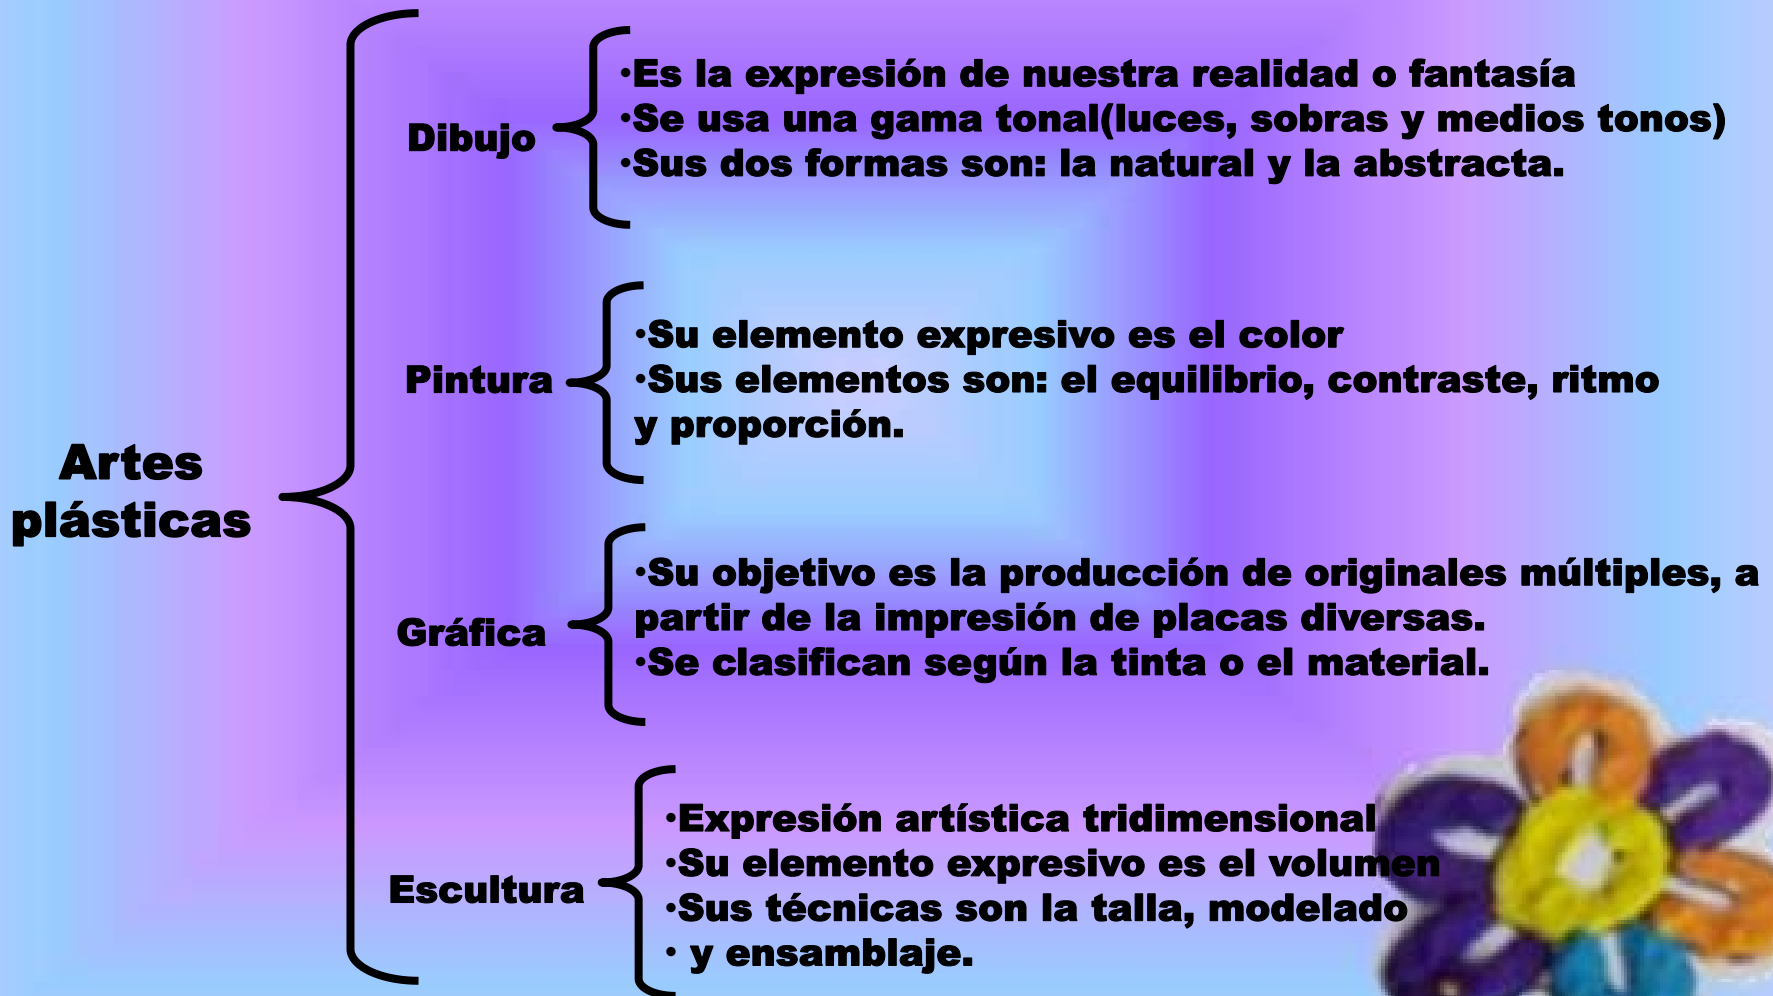 Artes
plásticas
Dibujo
•Es la expresión de nuestra realidad o fantasía
•Se usa una gama tonal(luces, sobras y medios tonos)
•Sus dos formas son: la natural y la abstracta.
Pintura
•Su elemento expresivo es el color
•Sus elementos son: el equilibrio, contraste, ritmo
y proporción.
Gráfica
•Su objetivo es la producción de originales múltiples, a
partir de la impresión de placas diversas.
•Se clasifican según la tinta o el material.
Escultura
•Expresión artística tridimensional
•Su elemento expresivo es el volumen
•Sus técnicas son la talla, modelado
• y ensamblaje.